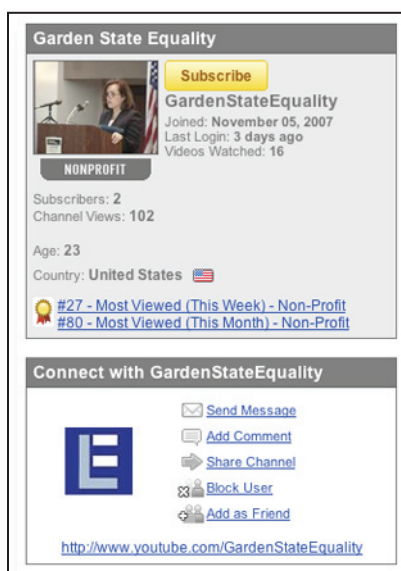 Garden State Equality
Subscribe
GardenStateEquality
Joined: November 05, 2007
Last Login: 3 days ago
Videos Watched: 16
NONPROFIT
Subscribers: 2
Channel Views: 102
Age: 23
Country: United States
#27 - Most Viewed (This Week) - Non-Profit
#80 - Most Viewed (This Month) - Non-Profit
Connect with GardenStateEquality
Send Message
Add Comment
Share Channel
Block User
Add as Friend
http://www.youtube.com/GardenStateEquality